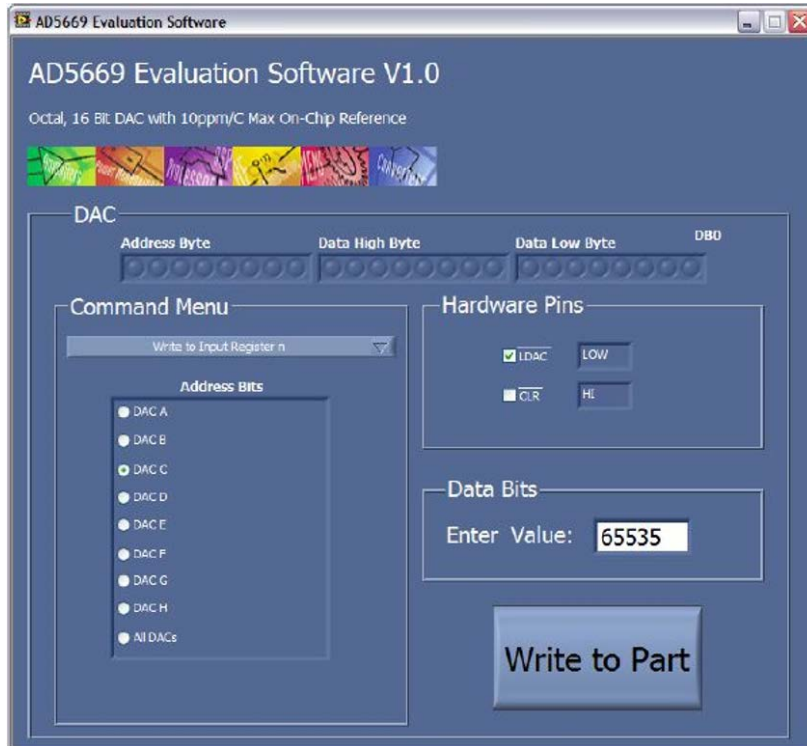 AD5669 Evaluation Software
AD5669 Evaluation Software V1.0
Octal, 16 Bit DAC with 10ppm/C Max On-Chip Reference
DAC
Address Byte Data High Byte Data Low Byte DB0
Command Menu
Write to Input Register n
Address Bits
DAC A
DAC B
DAC C
DAC D
DAC E
DAC F
DAC G
DAC H
All DACs
Hardware Pins
LDAC LOW
CLR HI
Data Bits
Enter Value: 65535
Write to Part